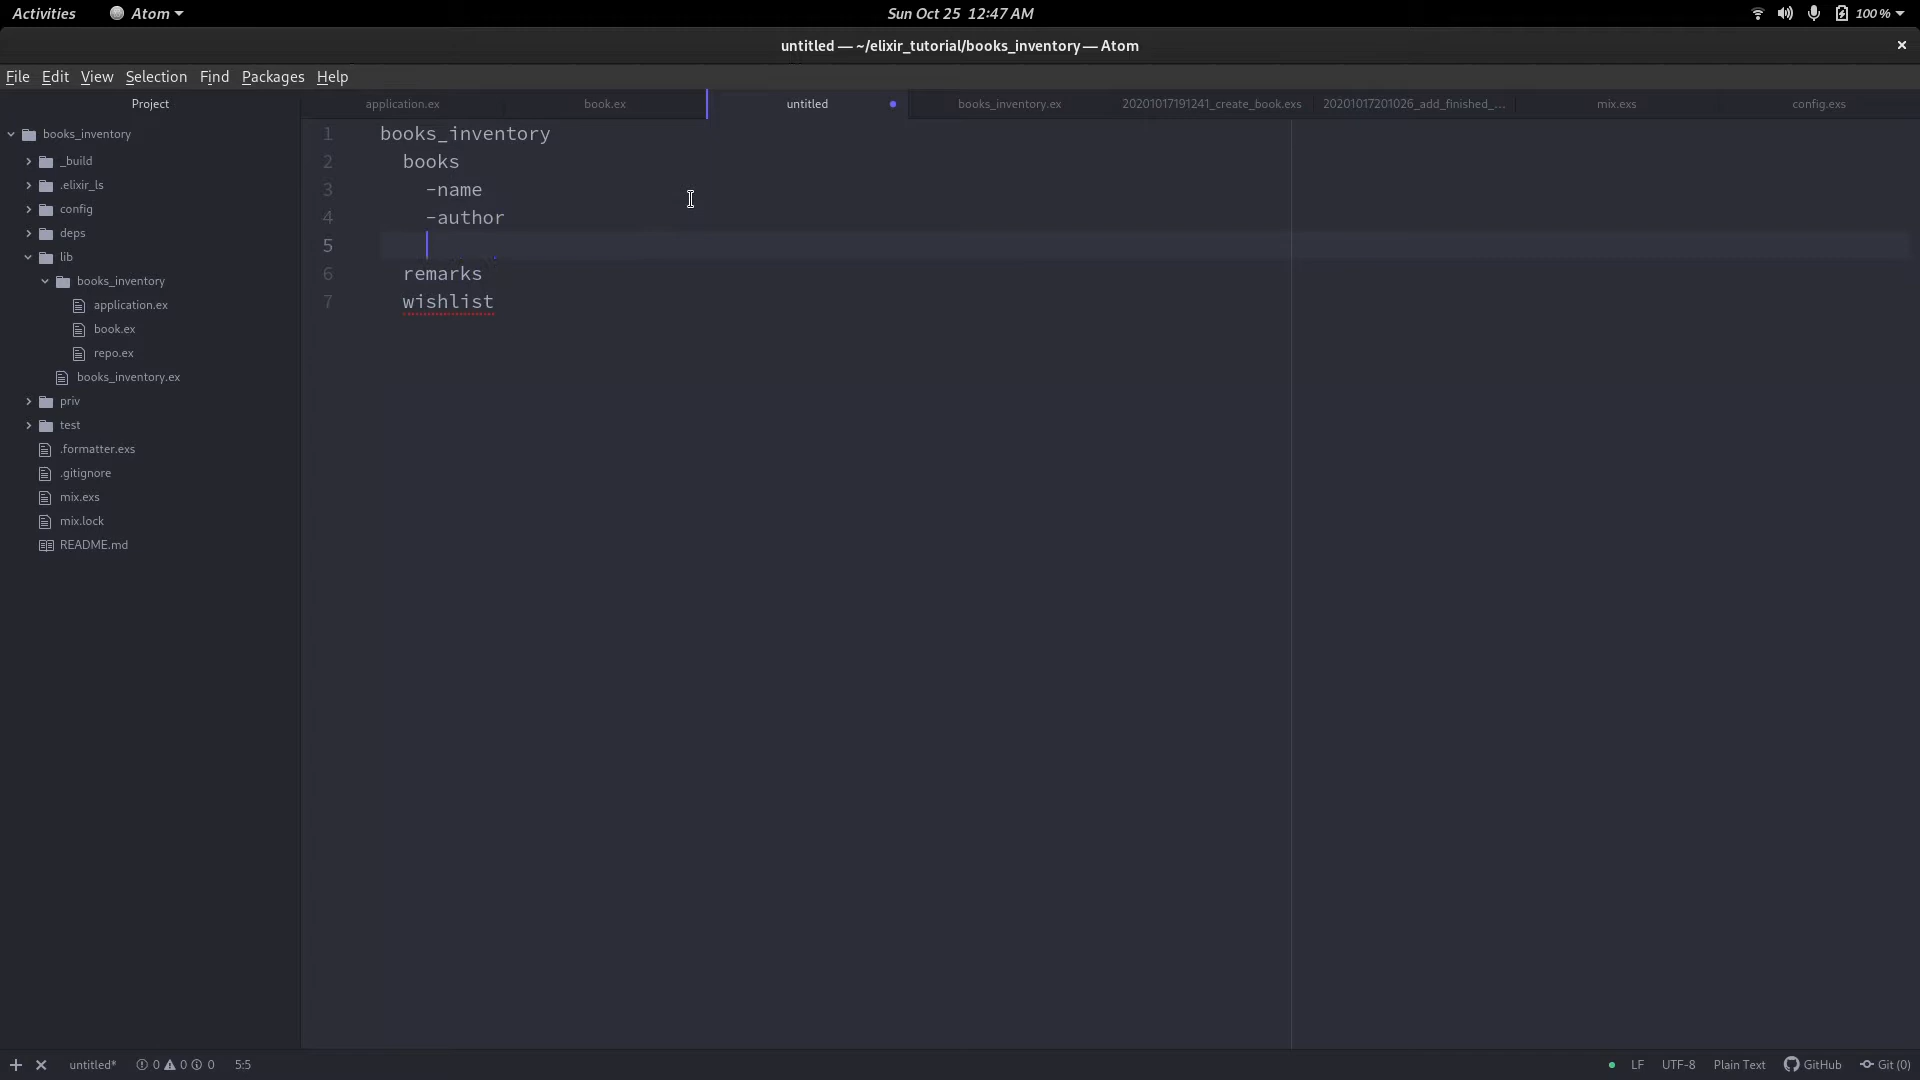 Activities Atom Sun Oct 25 12:47 AM 100 %
untitled — ~/elixir_tutorial/books_inventory — Atom
File Edit View Selection Find Packages Help
Project
application.ex book.ex untitled books_inventory.ex 20201017191241_create_book.exs 20201017201026_add_finished_... mix.exs config.exs
books_inventory
_build
.elixir_ls
config
deps
lib
books_inventory
application.ex
book.ex
repo.ex
books_inventory.ex
priv
test
.formatter.exs
.gitignore
mix.exs
mix.lock
README.md
1 books_inventory
2 books
3 -name
4 -author
5
6 remarks
7 wishlist
untitled* 0 0 0 5:5 LF UTF-8 Plain Text GitHub Git (0)